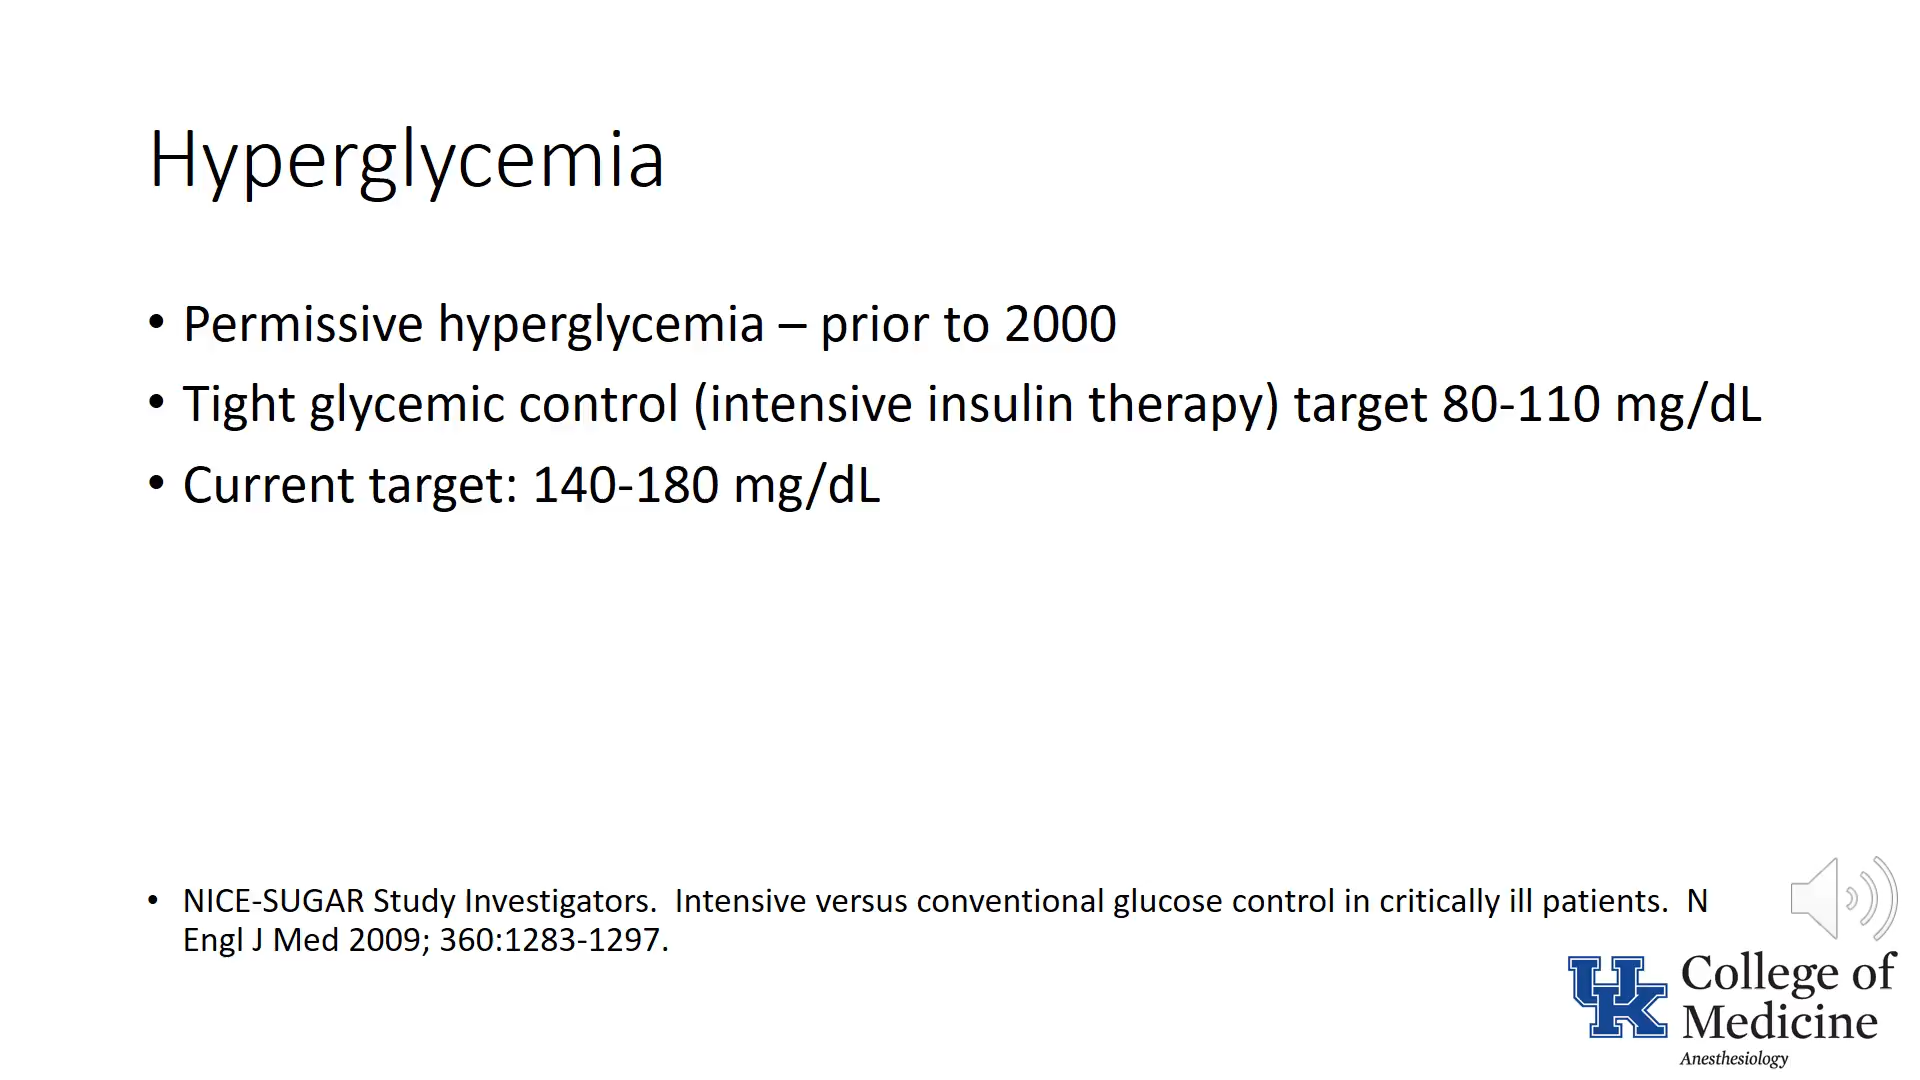 Hyperglycemia
• Permissive hyperglycemia – prior to 2000
• Tight glycemic control (intensive insulin therapy) target 80-110 mg/dL
• Current target: 140-180 mg/dL
• NICE-SUGAR Study Investigators.  Intensive versus conventional glucose control in critically ill patients.  N
Engl J Med 2009; 360:1283-1297.
UK
College of
Medicine
Anesthesiology